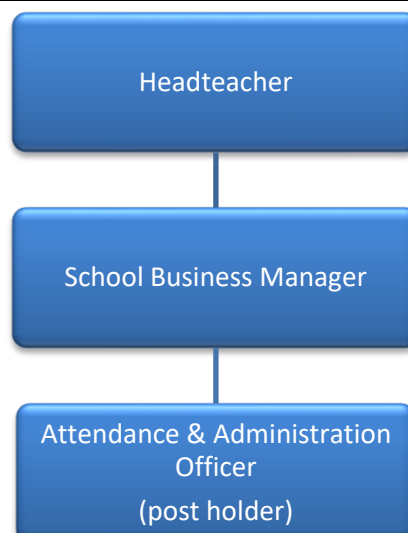 Headteacher
School Business Manager
Attendance & Administration
Officer
(post holder)